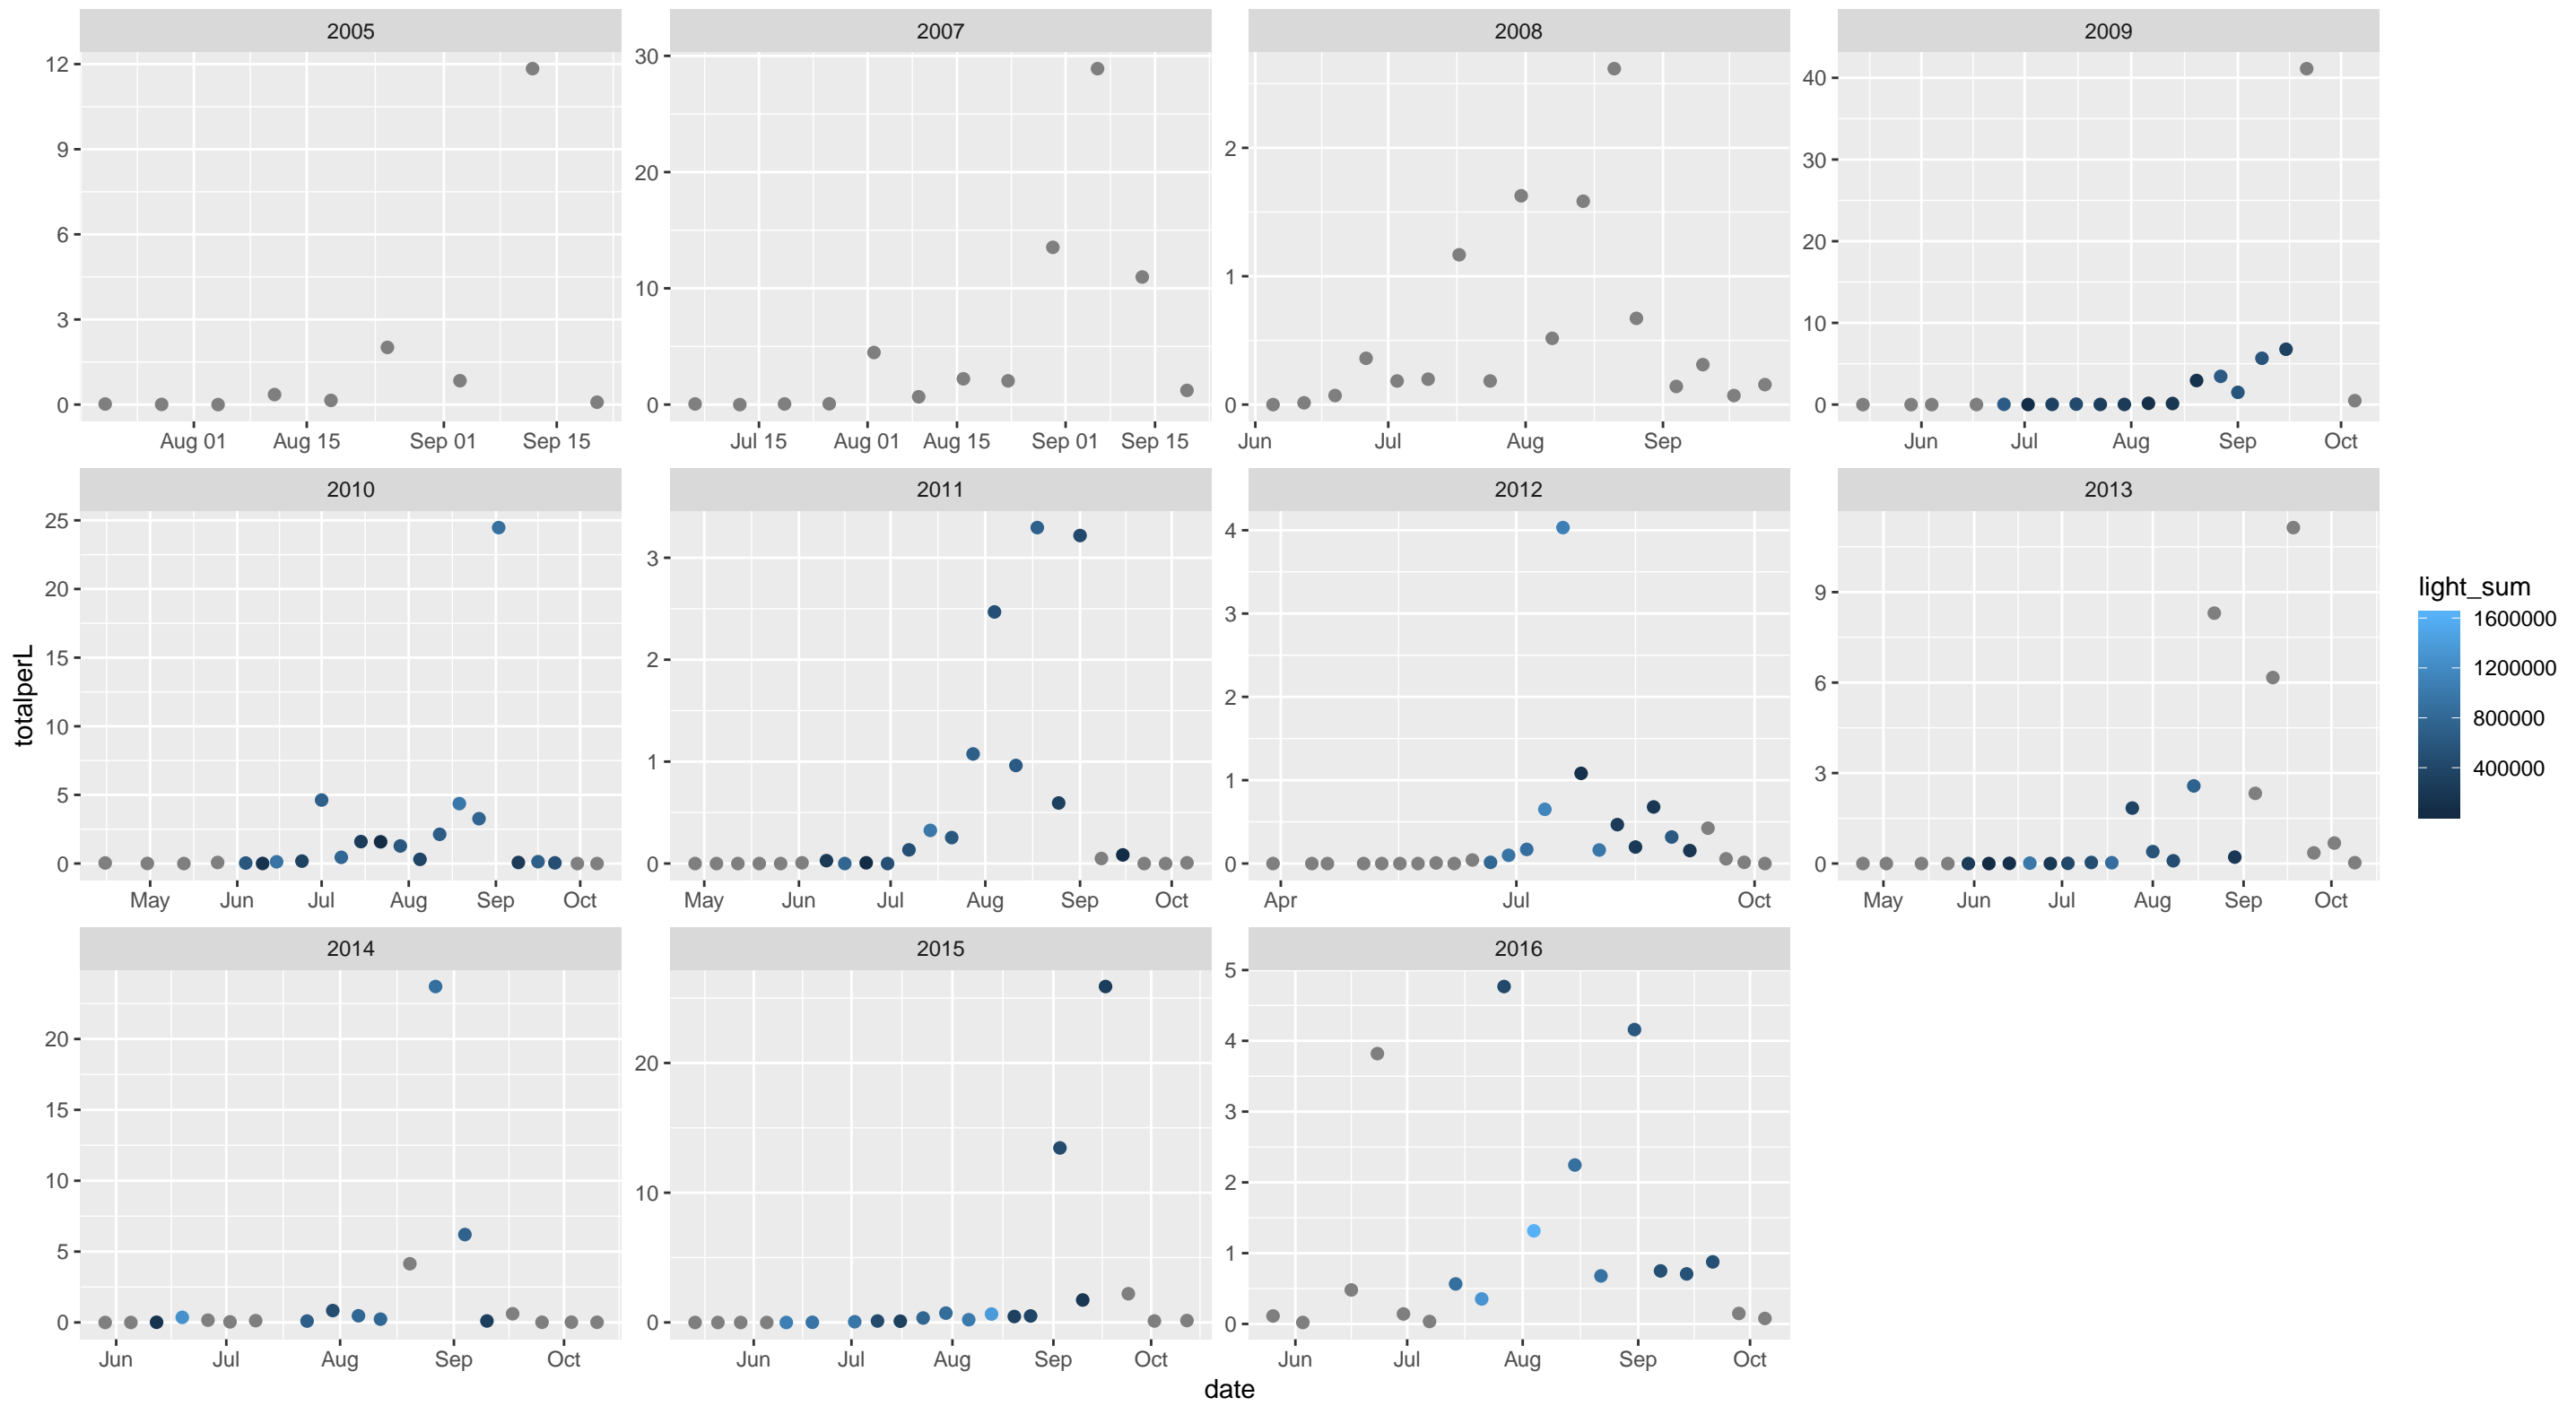 2005 2007 2008 2009
12 9 6 3 0
30 20 10 0
2 1 0
40 30 20 10 0
Aug 01 Aug 15 Sep 01 Sep 15
Jul 15 Aug 01 Aug 15 Sep 01 Sep 15
Jun Jul Aug Sep
Jun Jul Aug Sep Oct
2010 2011 2012 2013
25 20 15 10 5 0
3 2 1 0
4 3 2 1 0
9 6 3 0
May Jun Jul Aug Sep Oct
May Jun Jul Aug Sep Oct
Apr Jul Oct
May Jun Jul Aug Sep Oct
2014 2015 2016
20 15 10 5 0
20 10 0
5 4 3 2 1 0
Jun Jul Aug Sep Oct
Jun Jul Aug Sep Oct
Jun Jul Aug Sep Oct
totalperL
date
light_sum
1600000
1200000
800000
400000